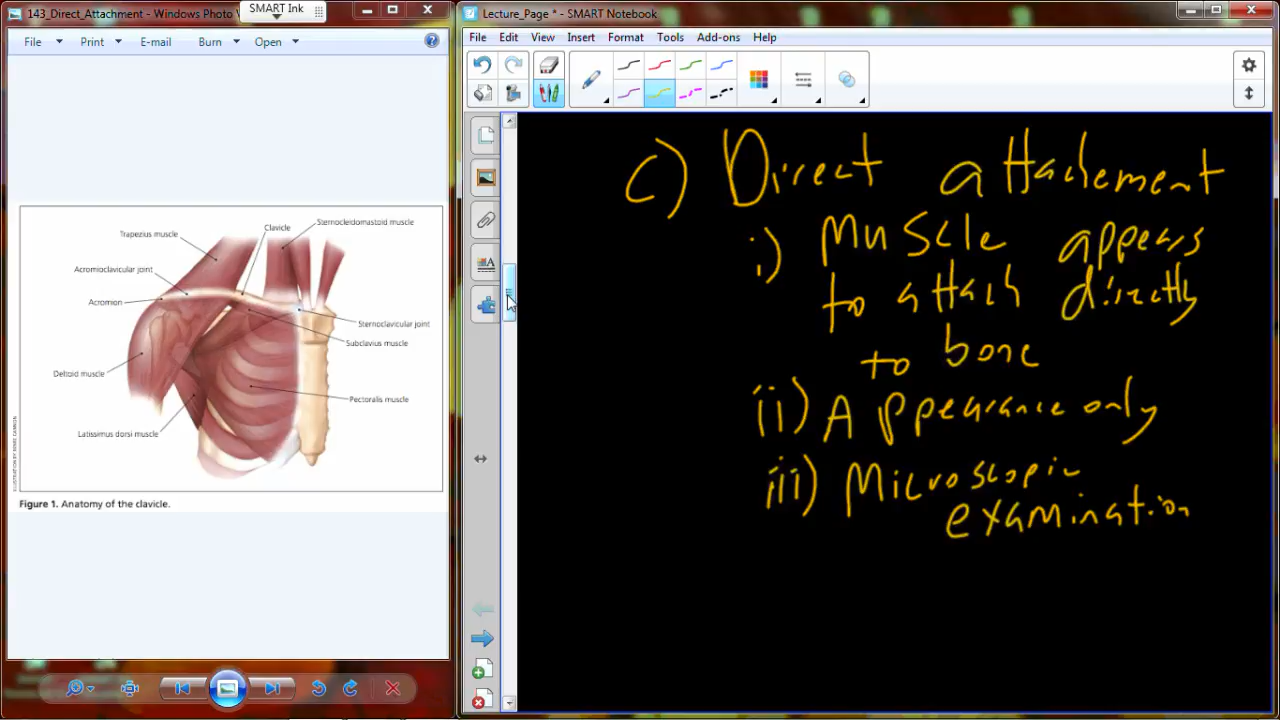 143_Direct_Attachment - Windows Photo V
SMART Ink
File Print E-mail Burn Open
Trapezius muscle
Clavicle
Sternocleidomastoid muscle
Acromioclavicular joint
Acromion
Sternoclavicular joint
Subclavius muscle
Deltoid muscle
Pectoralis muscle
Latissimus dorsi muscle
Figure 1. Anatomy of the clavicle.
Lecture_Page * - SMART Notebook
File Edit View Insert Format Tools Add-ons Help
c) Direct attachement
i) Muscle appears
to attach directly
to bone
ii) Appearance only
iii) Microscopic
examination